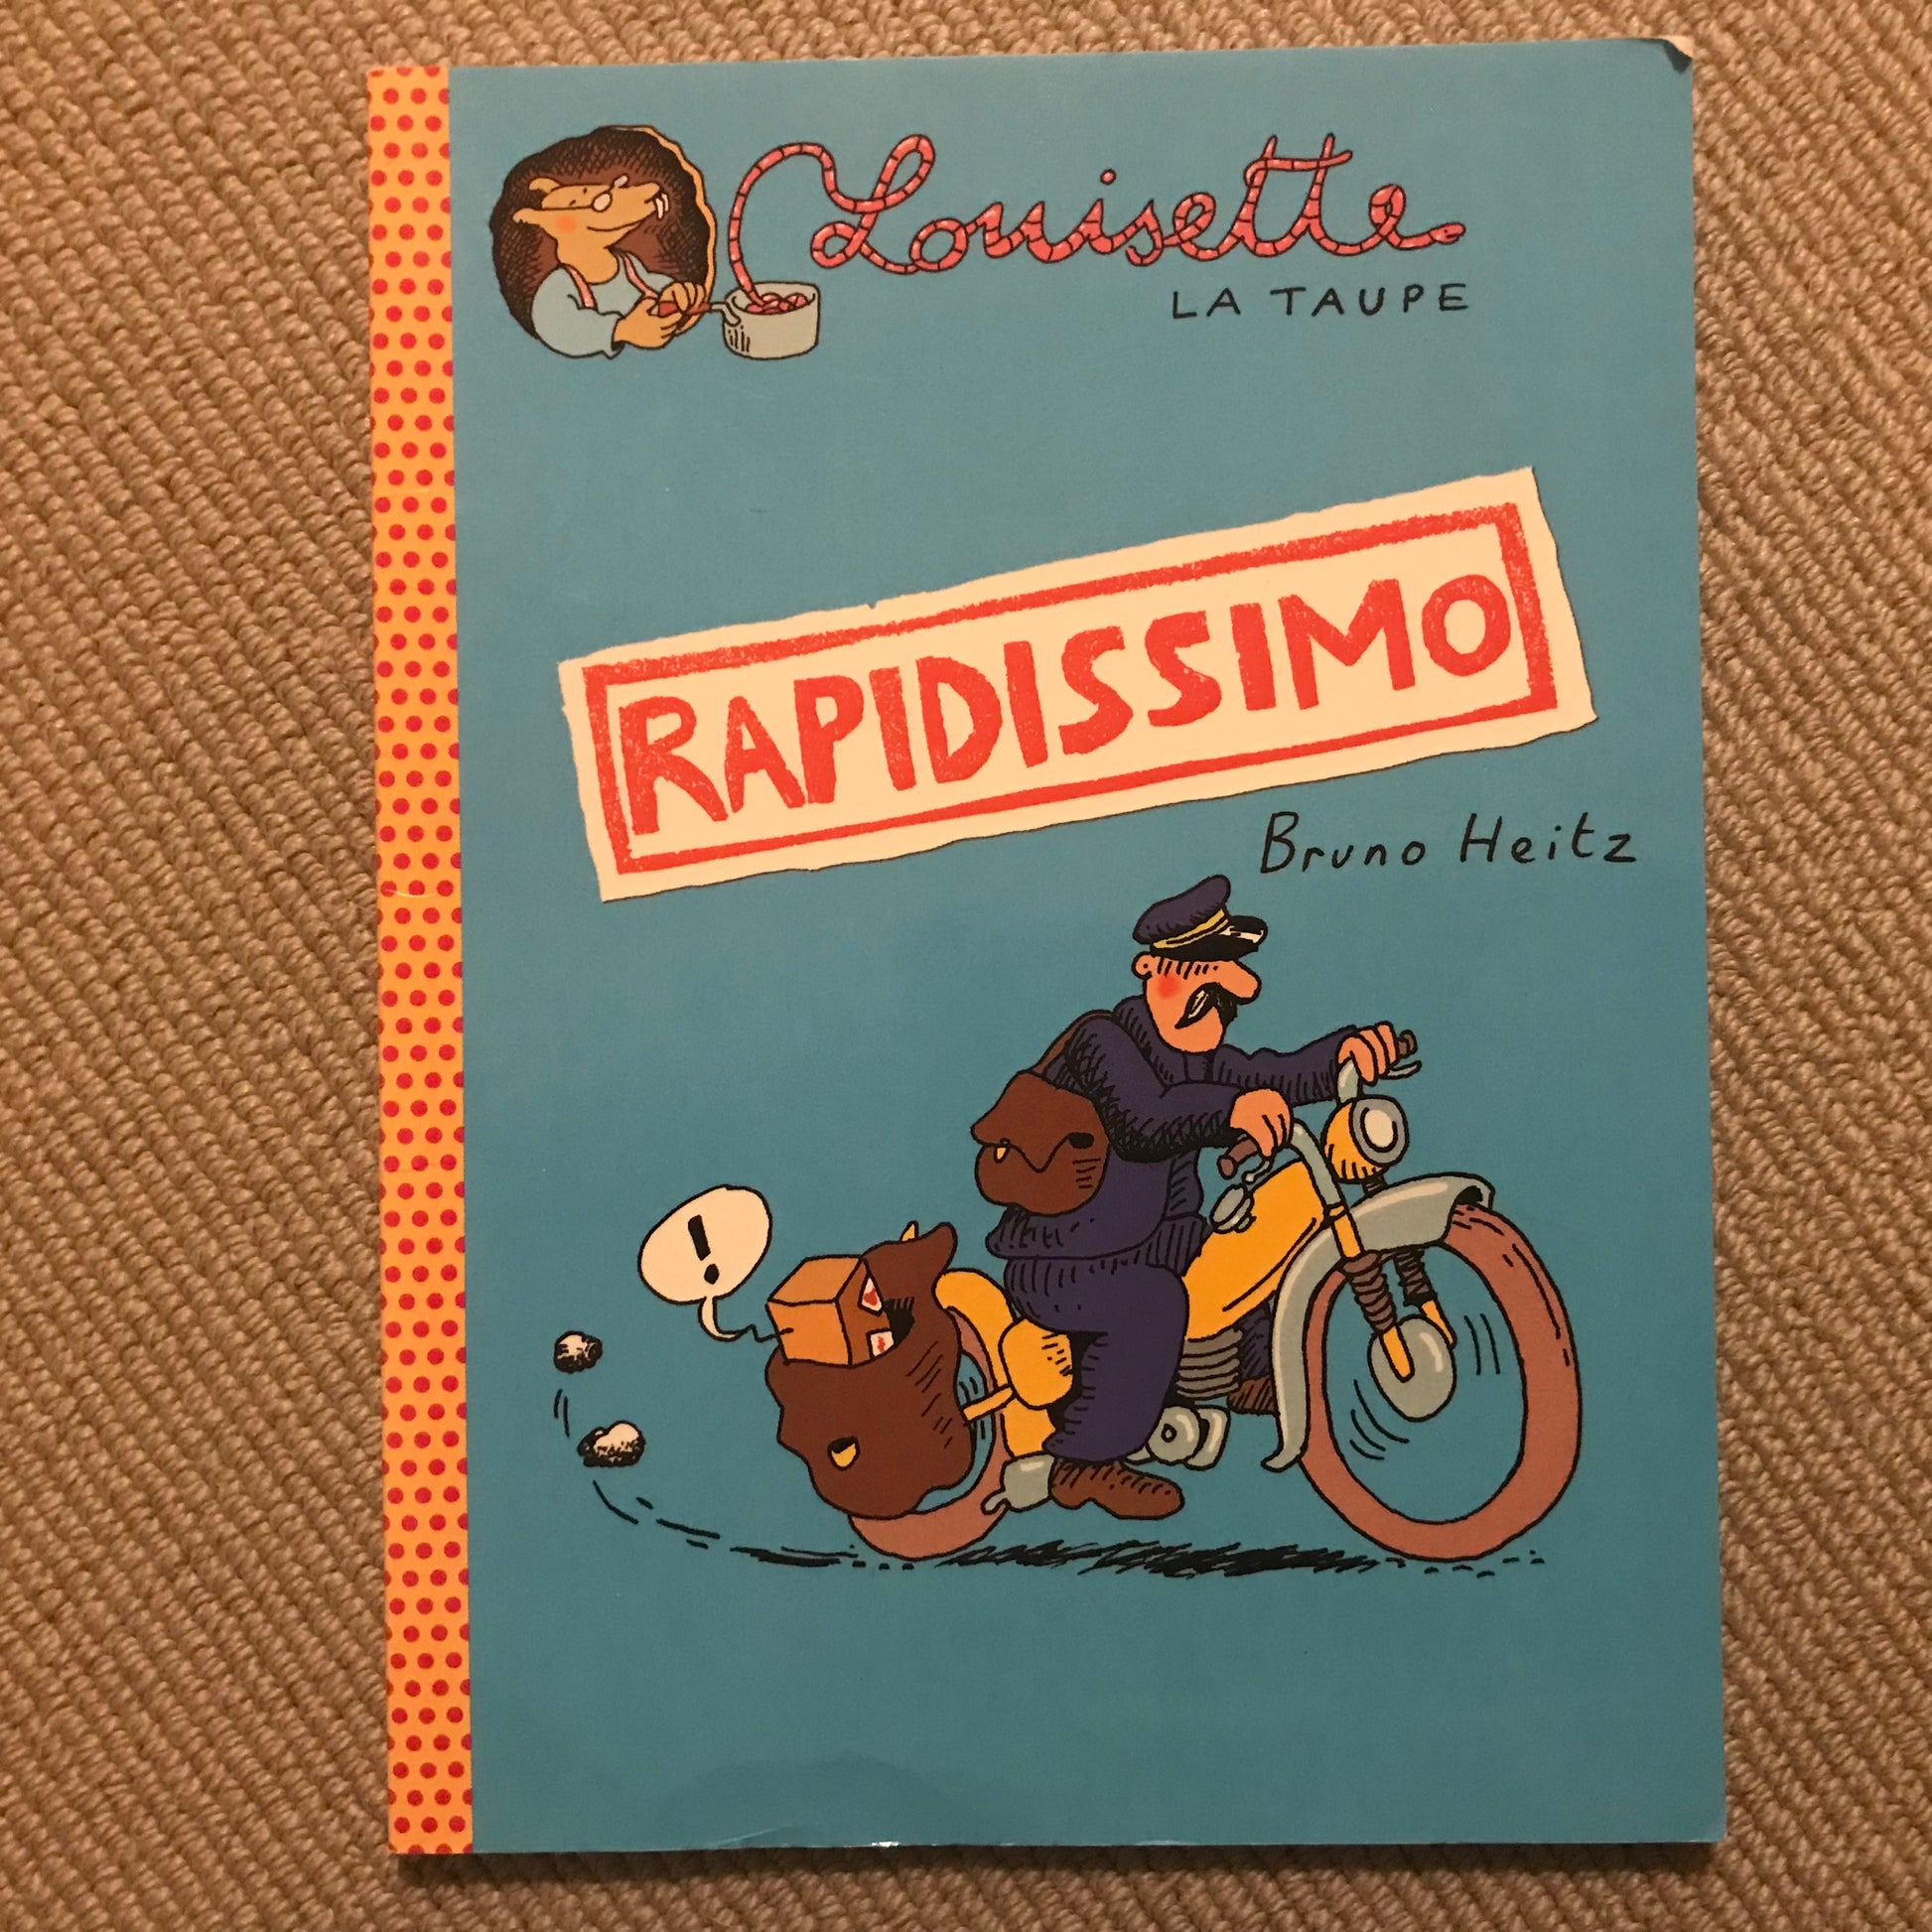 Louisette
LA TAUPE
RAPIDISSIMO
Bruno Heitz
!